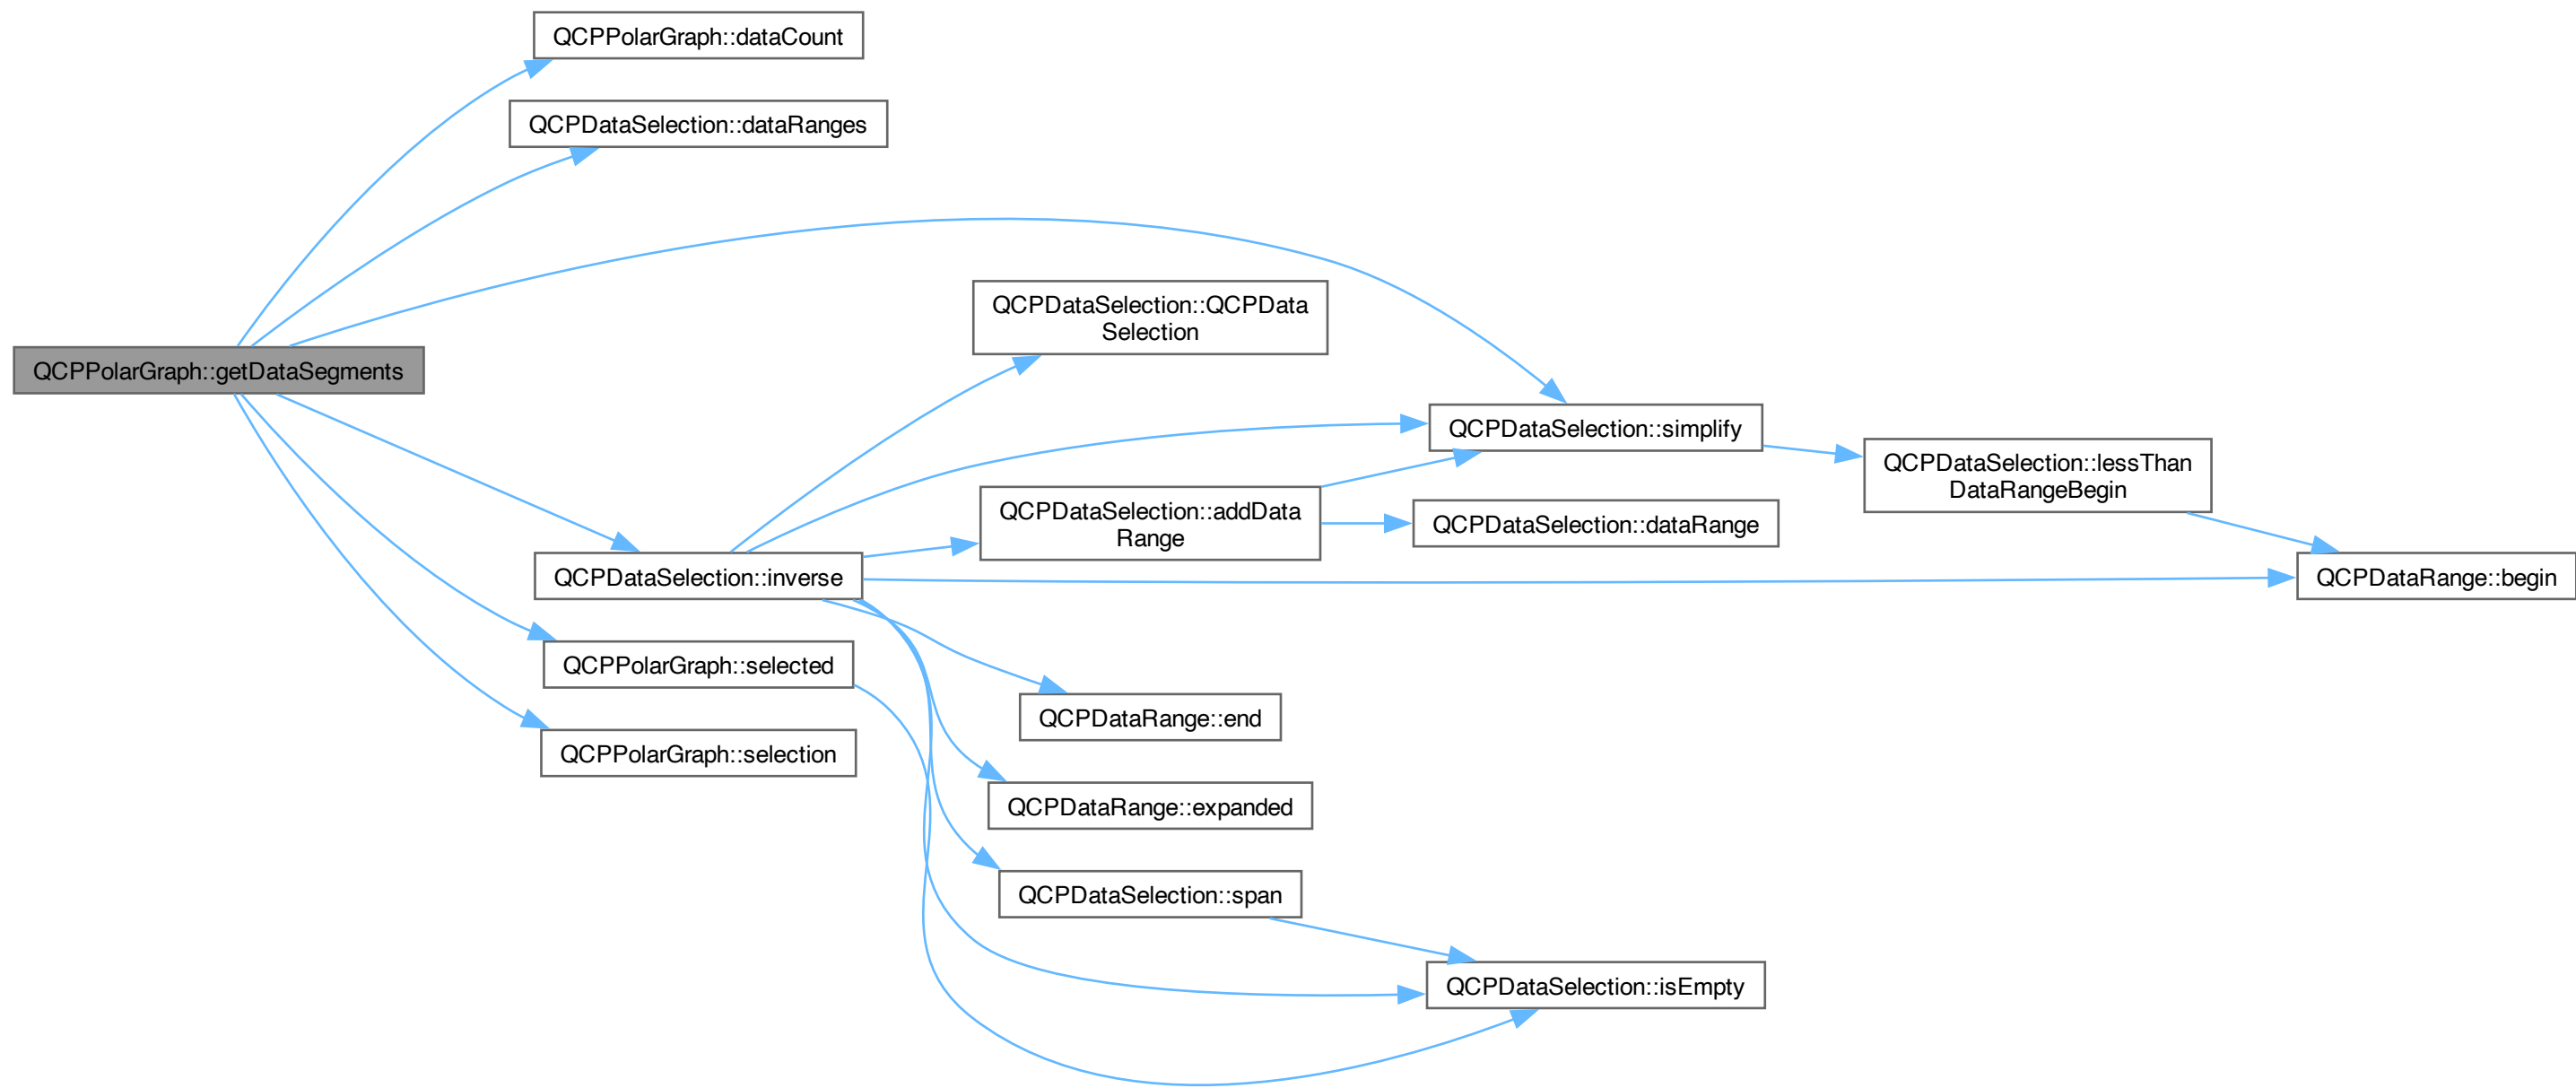 QCPPolarGraph::dataCount
QCPDataSelection::dataRanges
QCPDataSelection::QCPData
Selection
QCPPolarGraph::getDataSegments
QCPDataSelection::simplify
QCPDataSelection::lessThan
DataRangeBegin
QCPDataSelection::addData
Range
QCPDataSelection::dataRange
QCPDataSelection::inverse
QCPDataRange::begin
QCPPolarGraph::selected
QCPDataRange::end
QCPPolarGraph::selection
QCPDataRange::expanded
QCPDataSelection::span
QCPDataSelection::isEmpty